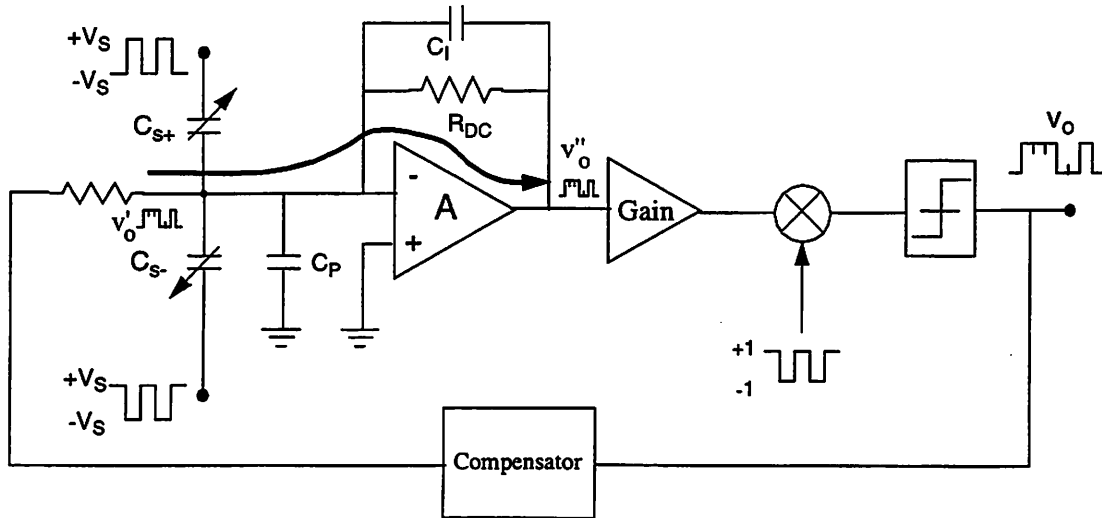 +V_S
-V_S
C_I
R_DC
C_s+
v'_o
v''_o
V_o
-
A
+
Gain
C_s-
C_P
+1
-1
+V_S
-V_S
Compensator